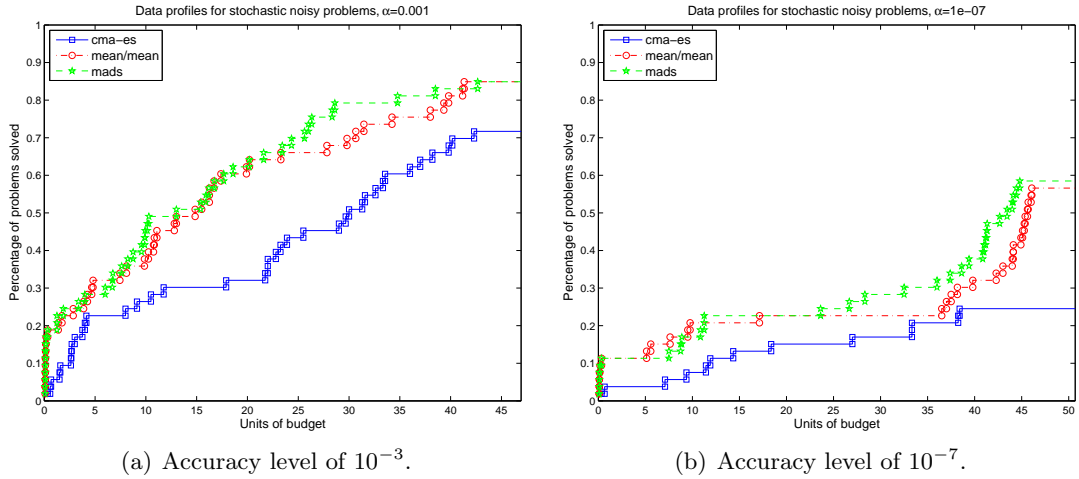 Data profiles for stochastic noisy problems, α=0.001
1
0.9
0.8
0.7
0.6
0.5
0.4
0.3
0.2
0.1
0
Percentage of problems solved
cma−es
mean/mean
mads
0 5 10 15 20 25 30 35 40 45
Units of budget
(a) Accuracy level of 10⁻³.
Data profiles for stochastic noisy problems, α=1e−07
1
0.9
0.8
0.7
0.6
0.5
0.4
0.3
0.2
0.1
0
Percentage of problems solved
cma−es
mean/mean
mads
0 5 10 15 20 25 30 35 40 45 50
Units of budget
(b) Accuracy level of 10⁻⁷.